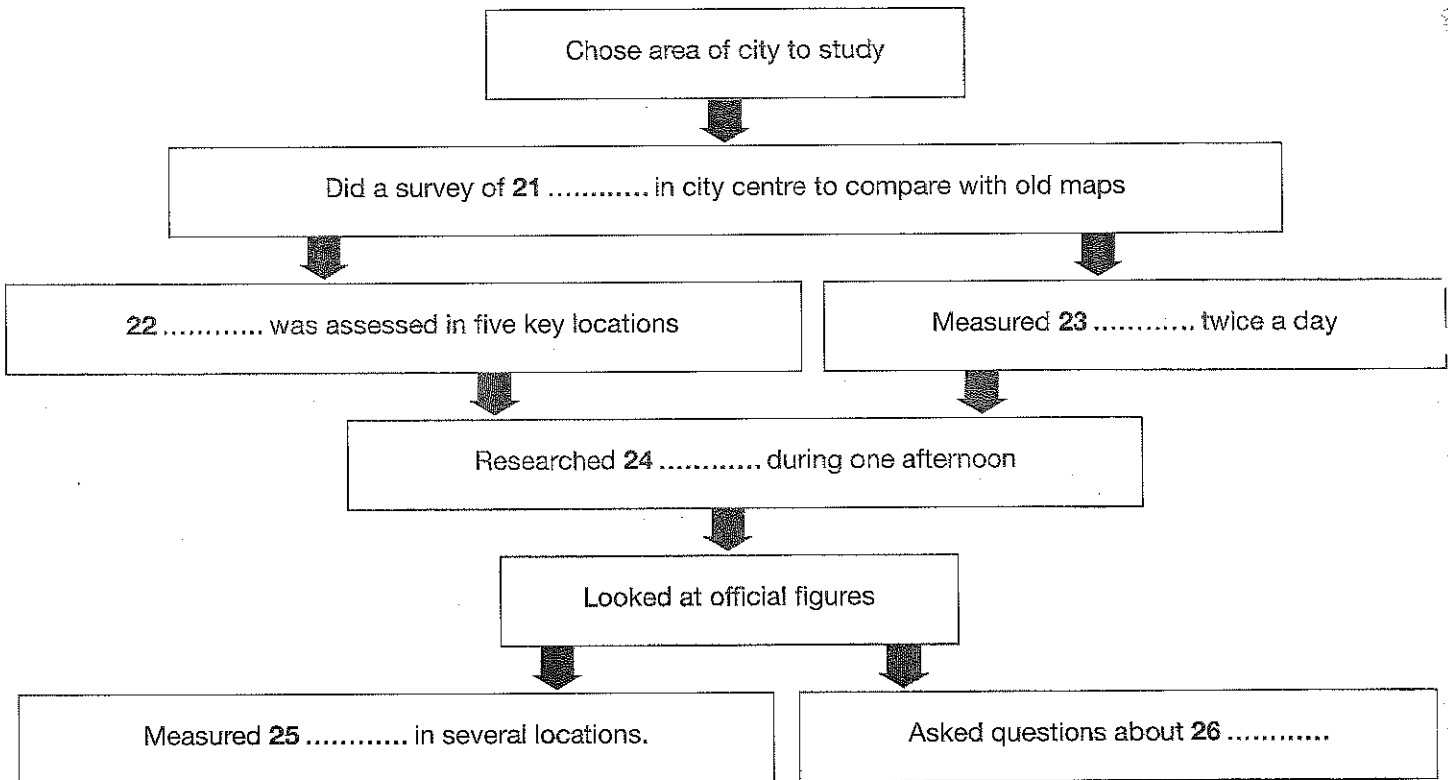 Chose area of city to study
Did a survey of 21 ............ in city centre to compare with old maps
22 ............ was assessed in five key locations
Measured 23 ............ twice a day
Researched 24 ............ during one afternoon
Looked at official figures
Measured 25 ............ in several locations.
Asked questions about 26 ............